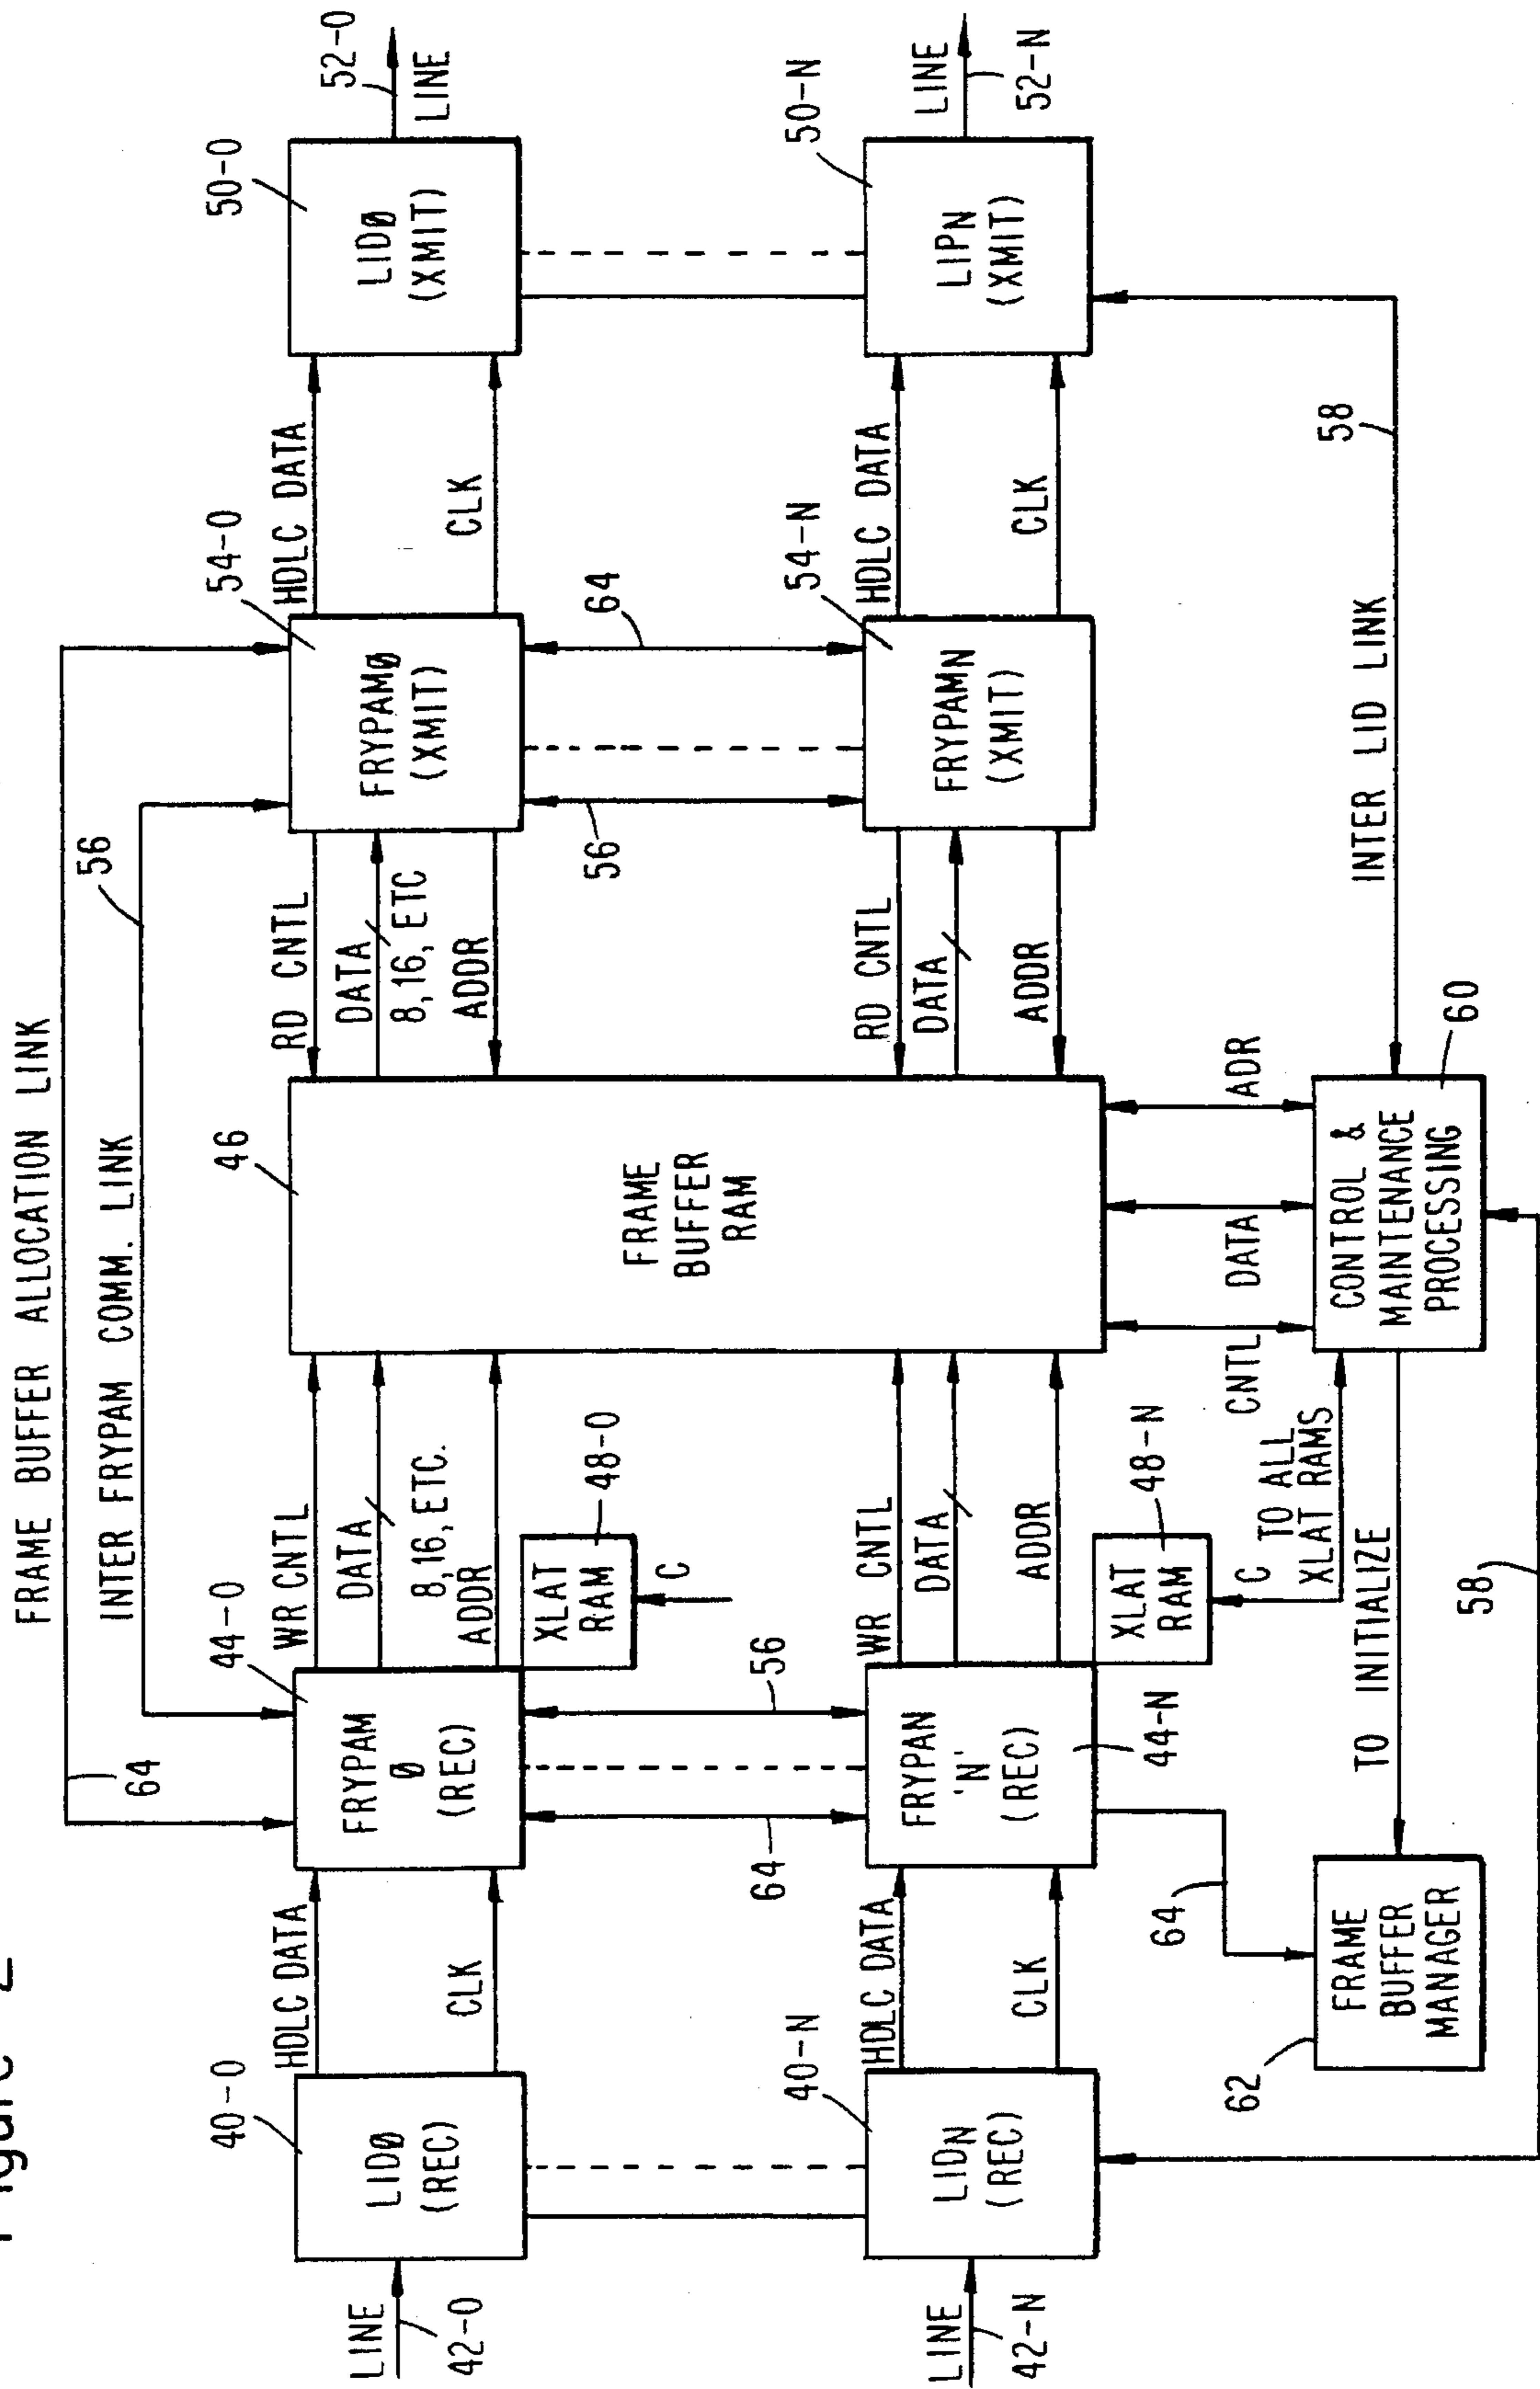 Figure 2
FRAME BUFFER ALLOCATION LINK
64
INTER FRYPAM COMM. LINK
56
LINE
42-0
40-0
LIDØ
(REC)
HDLC DATA
CLK
44-0
FRYPAM
Ø
(REC)
WR CNTL
DATA
8,16, ETC.
ADDR
XLAT
RAM
48-0
C
46
FRAME
BUFFER
RAM
RD CNTL
DATA
8,16, ETC
ADDR
54-0
FRYPAMØ
(XMIT)
HDLC DATA
CLK
50-0
LIDØ
(XMIT)
52-0
LINE
64
56
56
64
LINE
42-N
40-N
LIDN
(REC)
HDLC DATA
CLK
FRYPAN
'N'
(REC)
44-N
WR CNTL
DATA
ADDR
XLAT
RAM
48-N
RD CNTL
DATA
ADDR
54-N
FRYPAMN
(XMIT)
HDLC DATA
CLK
50-N
LIPN
(XMIT)
LINE
52-N
64
C TO ALL
XLAT RAMS
CNTL
DATA
ADR
62
FRAME
BUFFER
MANAGER
TO INITIALIZE
CONTROL &
MAINTENANCE
PROCESSING
60
INTER LID LINK
58
58